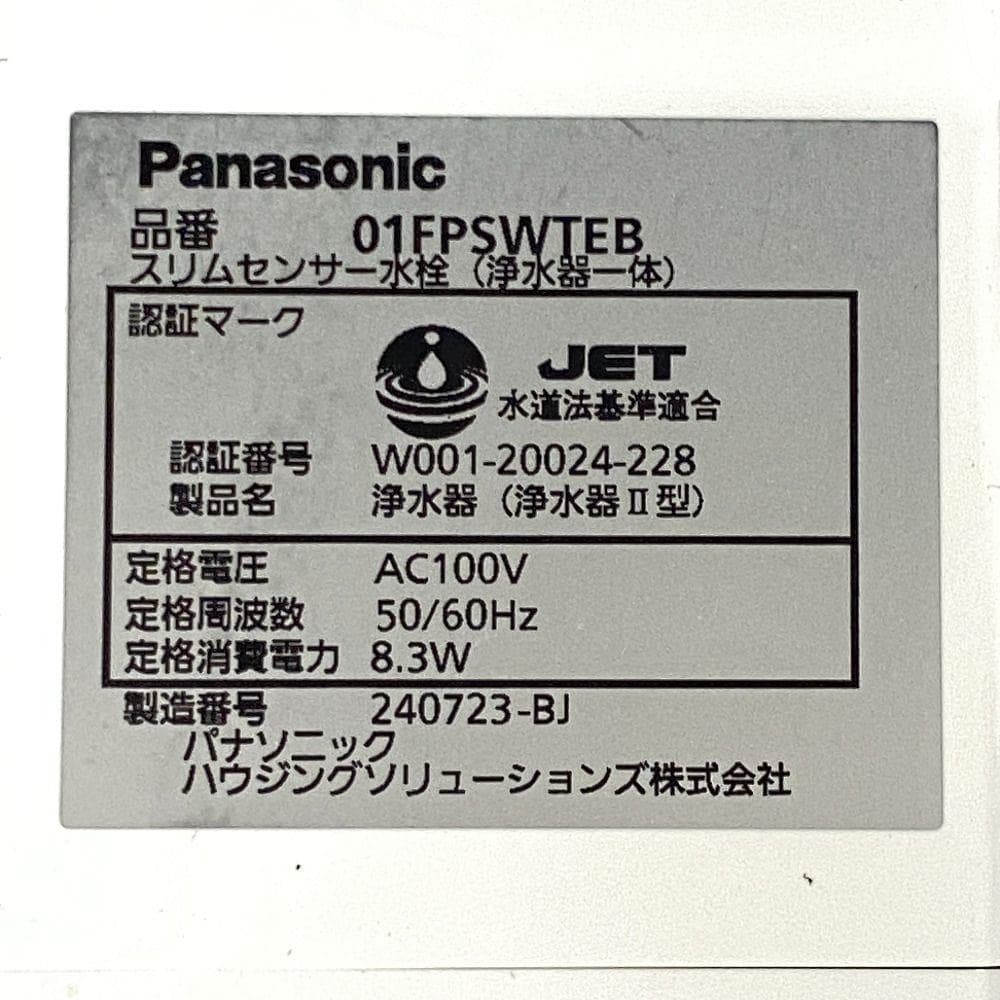 Panasonic
品番 01FPSWTEB
スリムセンサー水栓（浄水器一体）
認証マーク
JET
水道法基準適合
認証番号 W001-20024-228
製品名 浄水器（浄水器Ⅱ型）
定格電圧 AC100V
定格周波数 50/60Hz
定格消費電力 8.3W
製造番号 240723-BJ
パナソニック
ハウジングソリューションズ株式会社